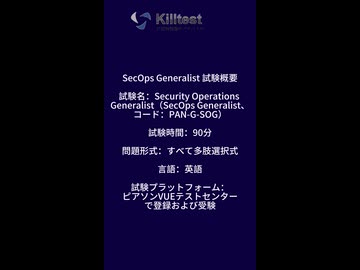 Killtest
SecOps Generalist 試験概要
試験名：Security Operations
Generalist（SecOps Generalist、
コード：PAN-G-SOG）
試験時間：90分
問題形式：すべて多肢選択式
言語：英語
試験プラットフォーム：
ピアソンVUEテストセンター
で登録および受験